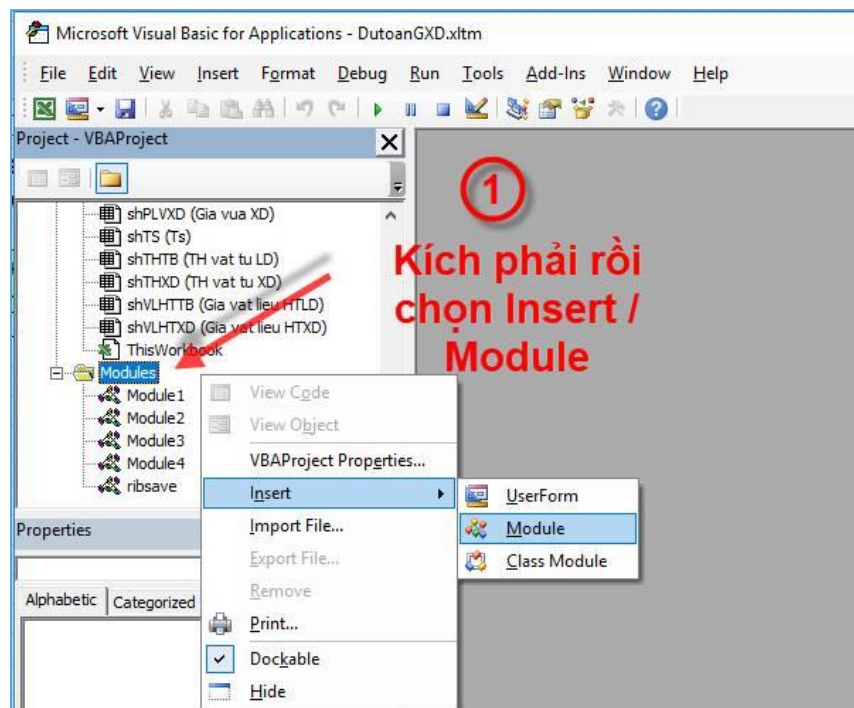 Microsoft Visual Basic for Applications - DutoanGXD.xltm
File Edit View Insert Format Debug Run Tools Add-Ins Window Help
Project - VBAProject
shPLVXD (Gia vua XD)
shTS (Ts)
shTHTB (TH vat tu LD)
shTHXD (TH vat tu XD)
shVLHTTB (Gia vat lieu HTLD)
shVLHTXD (Gia vat lieu HTXD)
ThisWorkbook
Modules
Module1
Module2
Module3
Module4
ribsave
1
Kích phải rồi
chọn Insert /
Module
View Code
View Object
VBAProject Properties...
Insert
Import File...
Export File...
Remove
Print...
Dockable
Hide
UserForm
Module
Class Module
Properties
Alphabetic Categorized